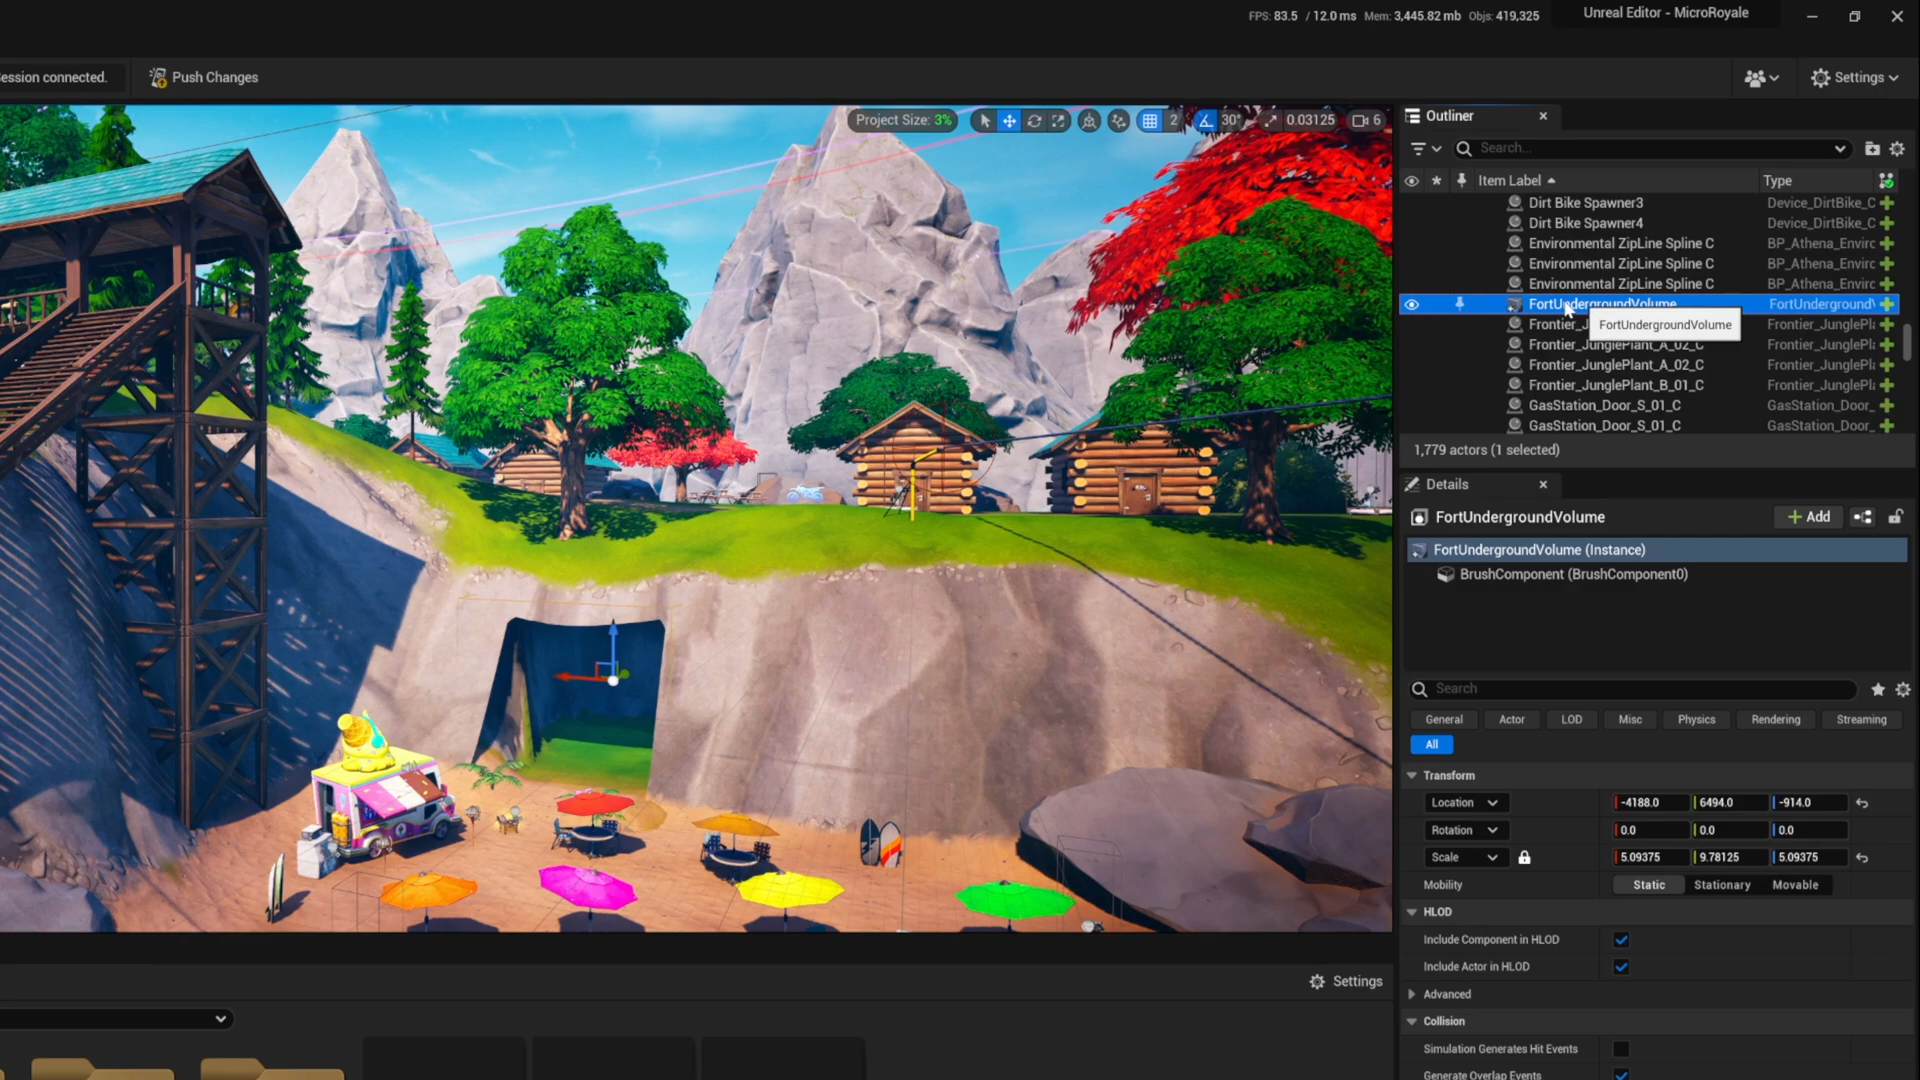 FPS: 83.5 / 12.0 ms Mem: 3,445.82 mb Objs: 419,325
Unreal Editor - MicroRoyale
ession connected.
Push Changes
Settings
Project Size: 3%
2
30°
0.03125
6
Outliner
Search...
Item Label
Type
Dirt Bike Spawner3 Device_DirtBike_C
Dirt Bike Spawner4 Device_DirtBike_C
Environmental ZipLine Spline C BP_Athena_Enviro
Environmental ZipLine Spline C BP_Athena_Enviro
Environmental ZipLine Spline C BP_Athena_Enviro
FortUndergroundVolume FortUndergroundV
Frontier_J Frontier_JunglePla
FortUndergroundVolume
Frontier_JunglePlant_A_02_C Frontier_JunglePla
Frontier_JunglePlant_A_02_C Frontier_JunglePla
Frontier_JunglePlant_B_01_C Frontier_JunglePla
GasStation_Door_S_01_C GasStation_Door_
GasStation_Door_S_01_C GasStation_Door_
1,779 actors (1 selected)
Details
FortUndergroundVolume
+ Add
FortUndergroundVolume (Instance)
BrushComponent (BrushComponent0)
Search
General Actor LOD Misc Physics Rendering Streaming
All
Transform
Location -4188.0 6494.0 -914.0
Rotation 0.0 0.0 0.0
Scale 5.09375 9.78125 5.09375
Mobility Static Stationary Movable
HLOD
Include Component in HLOD
Include Actor in HLOD
Advanced
Collision
Simulation Generates Hit Events
Generate Overlap Events
Settings